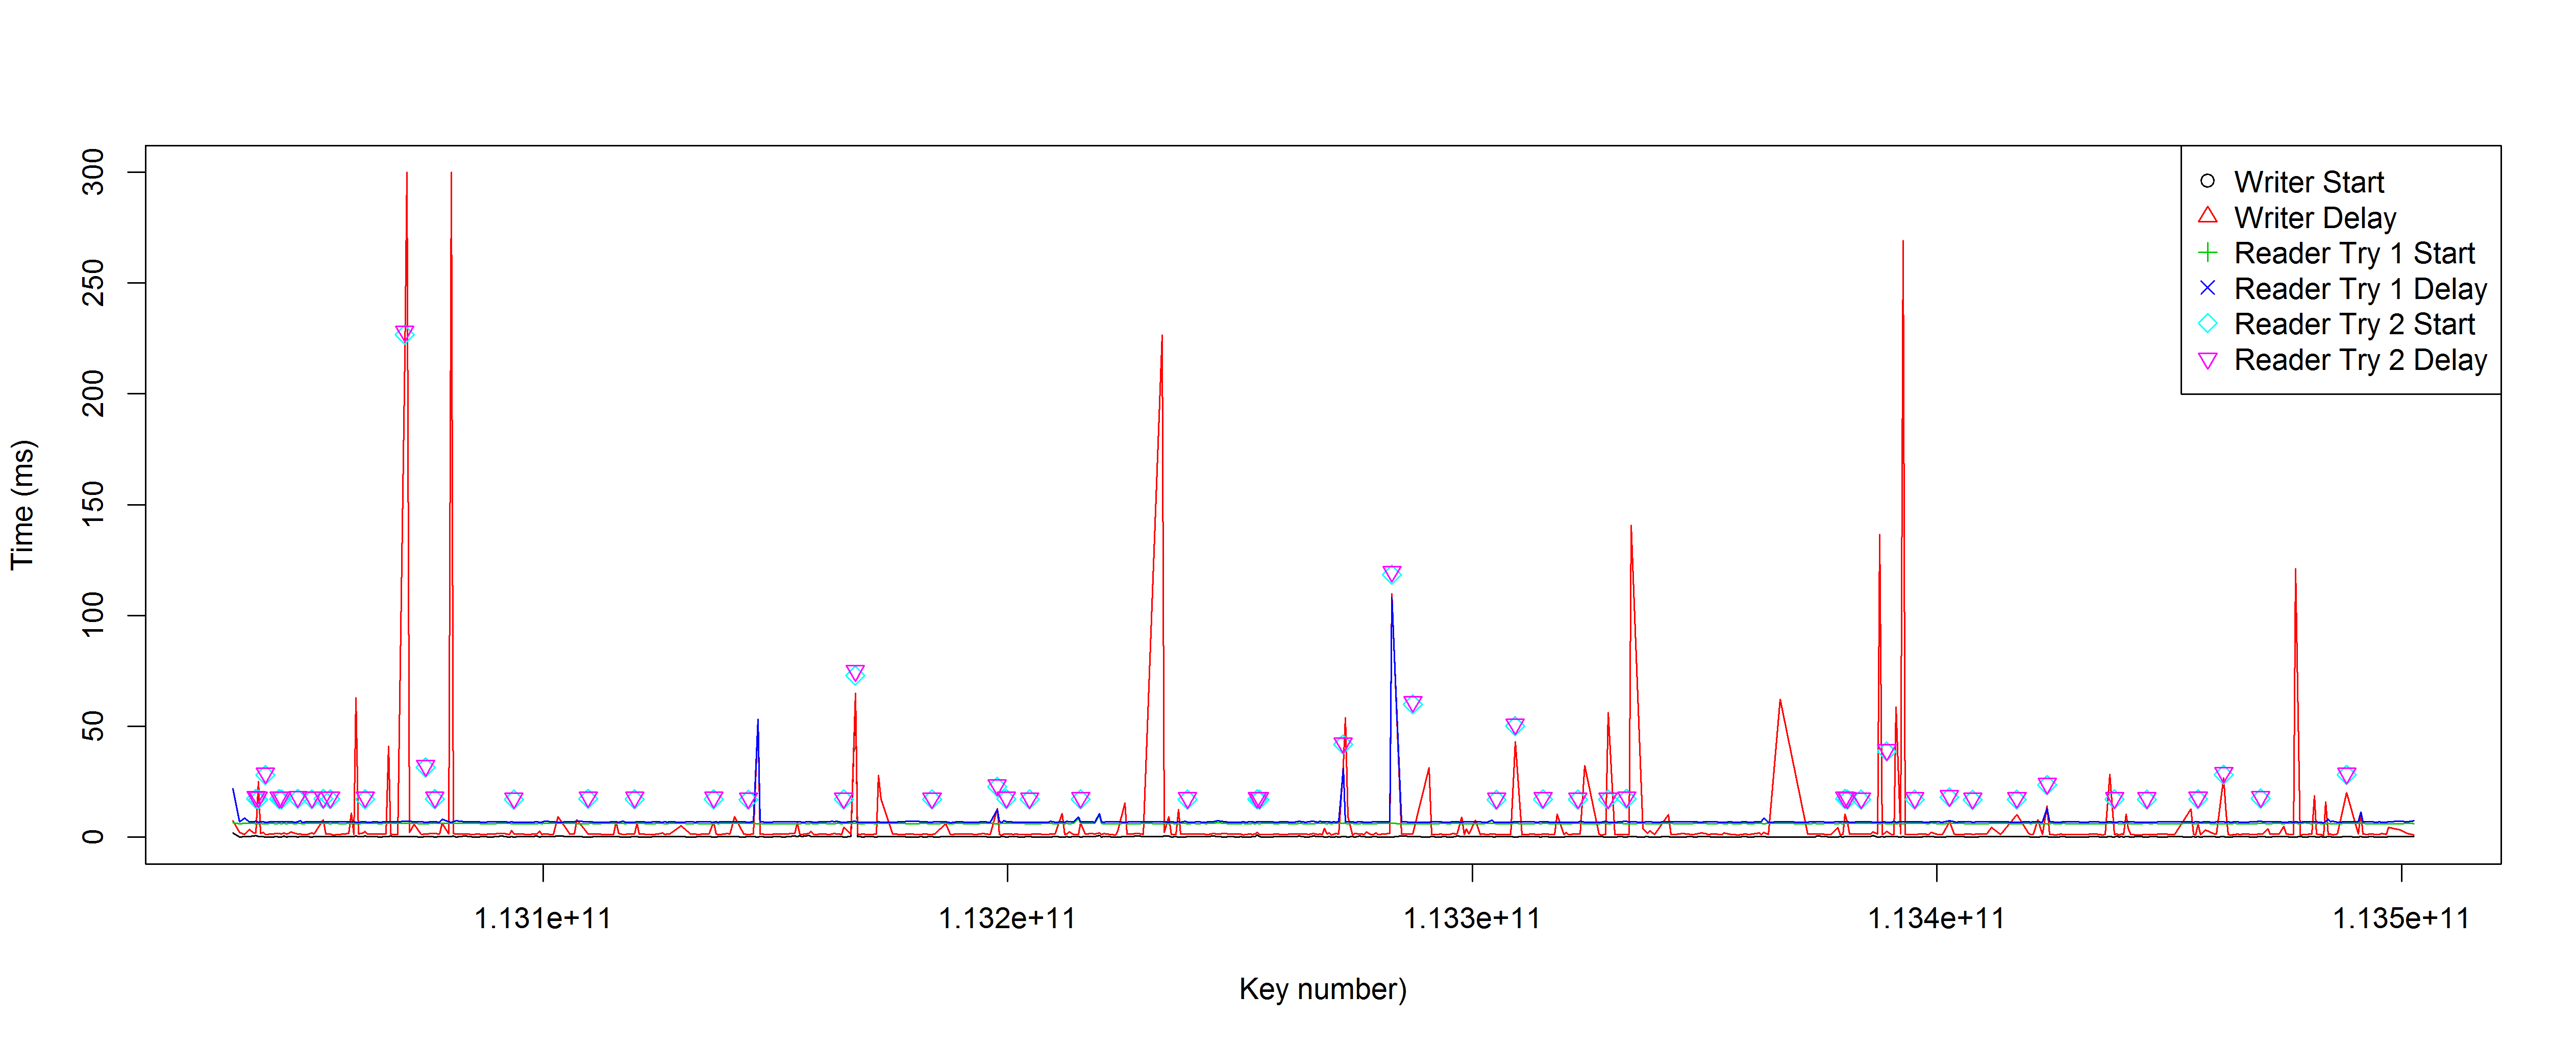 Time (ms)
300
250
200
150
100
50
0
Writer Start
Writer Delay
Reader Try 1 Start
Reader Try 1 Delay
Reader Try 2 Start
Reader Try 2 Delay
1.131e+11 1.132e+11 1.133e+11 1.134e+11 1.135e+11
Key number)